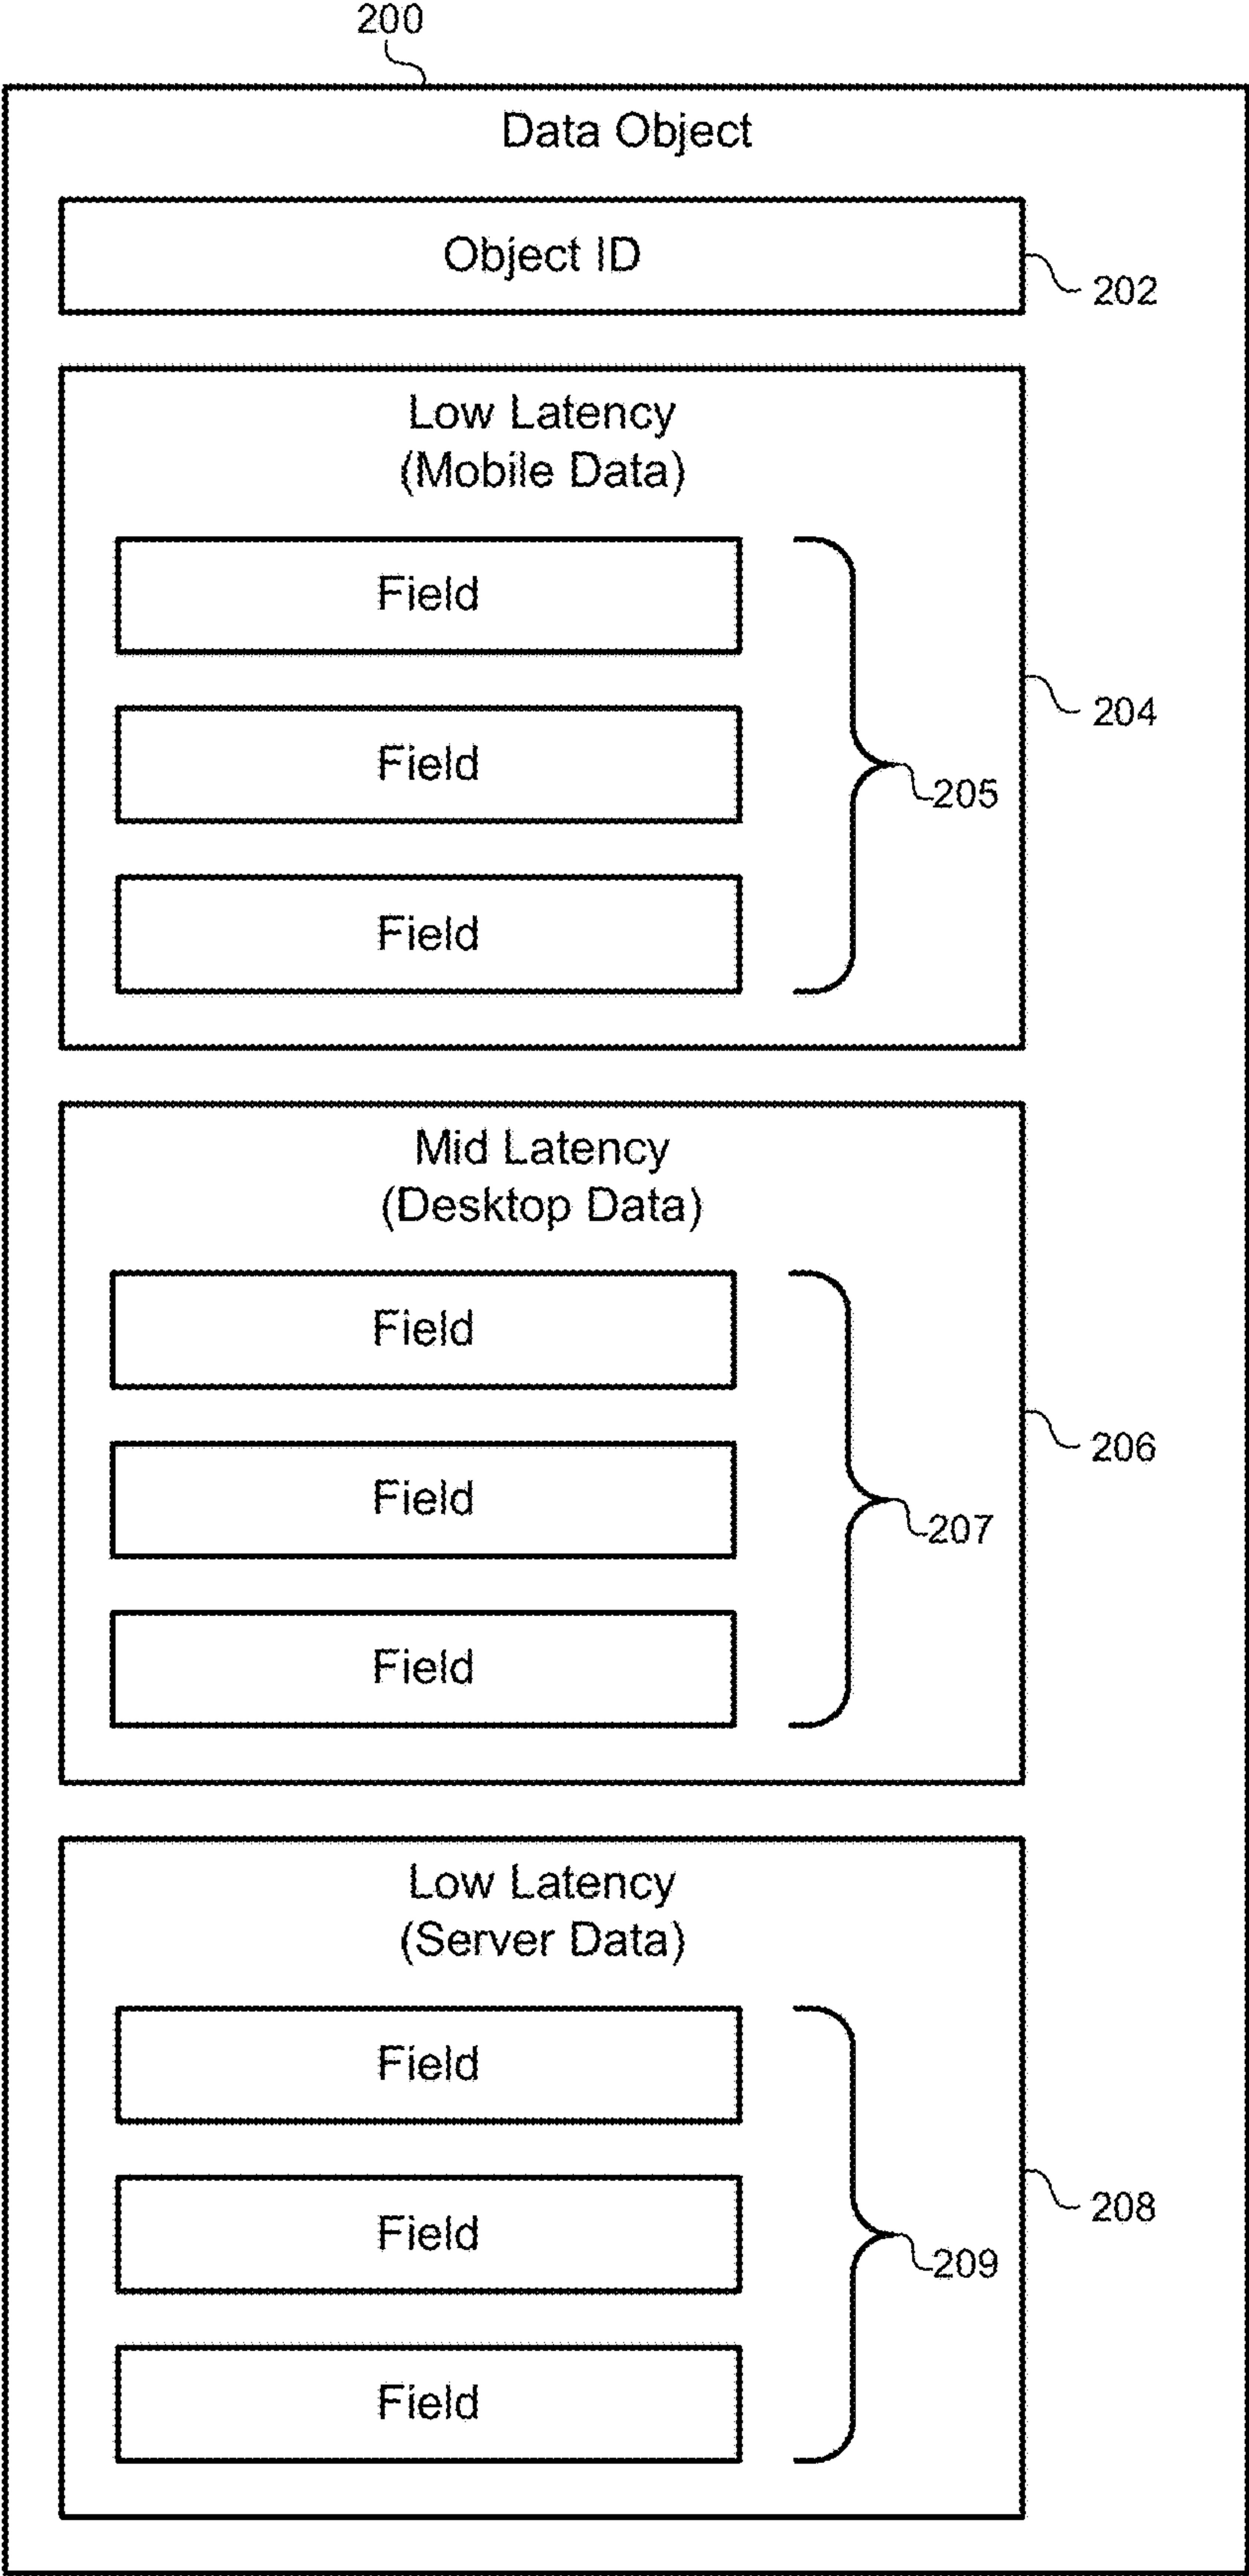 200
Data Object
Object ID
202
Low Latency
(Mobile Data)
Field
Field
Field
205
204
Mid Latency
(Desktop Data)
Field
Field
Field
207
206
Low Latency
(Server Data)
Field
Field
Field
209
208